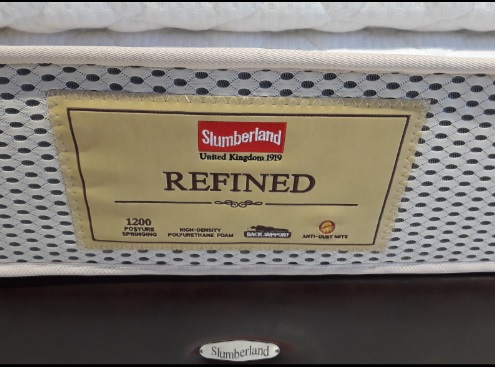 Slumberland
United Kingdom 1919
REFINED
1200
POSTURE
SPRINGING
HIGH-DENSITY
POLYURETHANE FOAM
BACK SUPPORT
ANTI-DUST MITE
Slumberland